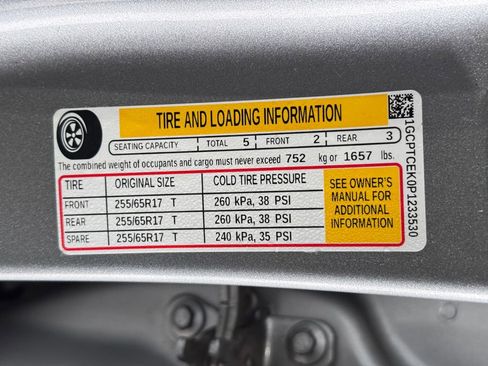 TIRE AND LOADING INFORMATION
SEATING CAPACITY TOTAL 5 FRONT 2 REAR 3
The combined weight of occupants and cargo must never exceed 752 kg or 1657 lbs.
TIRE ORIGINAL SIZE COLD TIRE PRESSURE
FRONT 255/65R17 T 260 kPa, 38 PSI
REAR 255/65R17 T 260 kPa, 38 PSI
SPARE 255/65R17 T 240 kPa, 35 PSI
SEE OWNER'S
MANUAL FOR
ADDITIONAL
INFORMATION
1GCPTCEK0P1233530